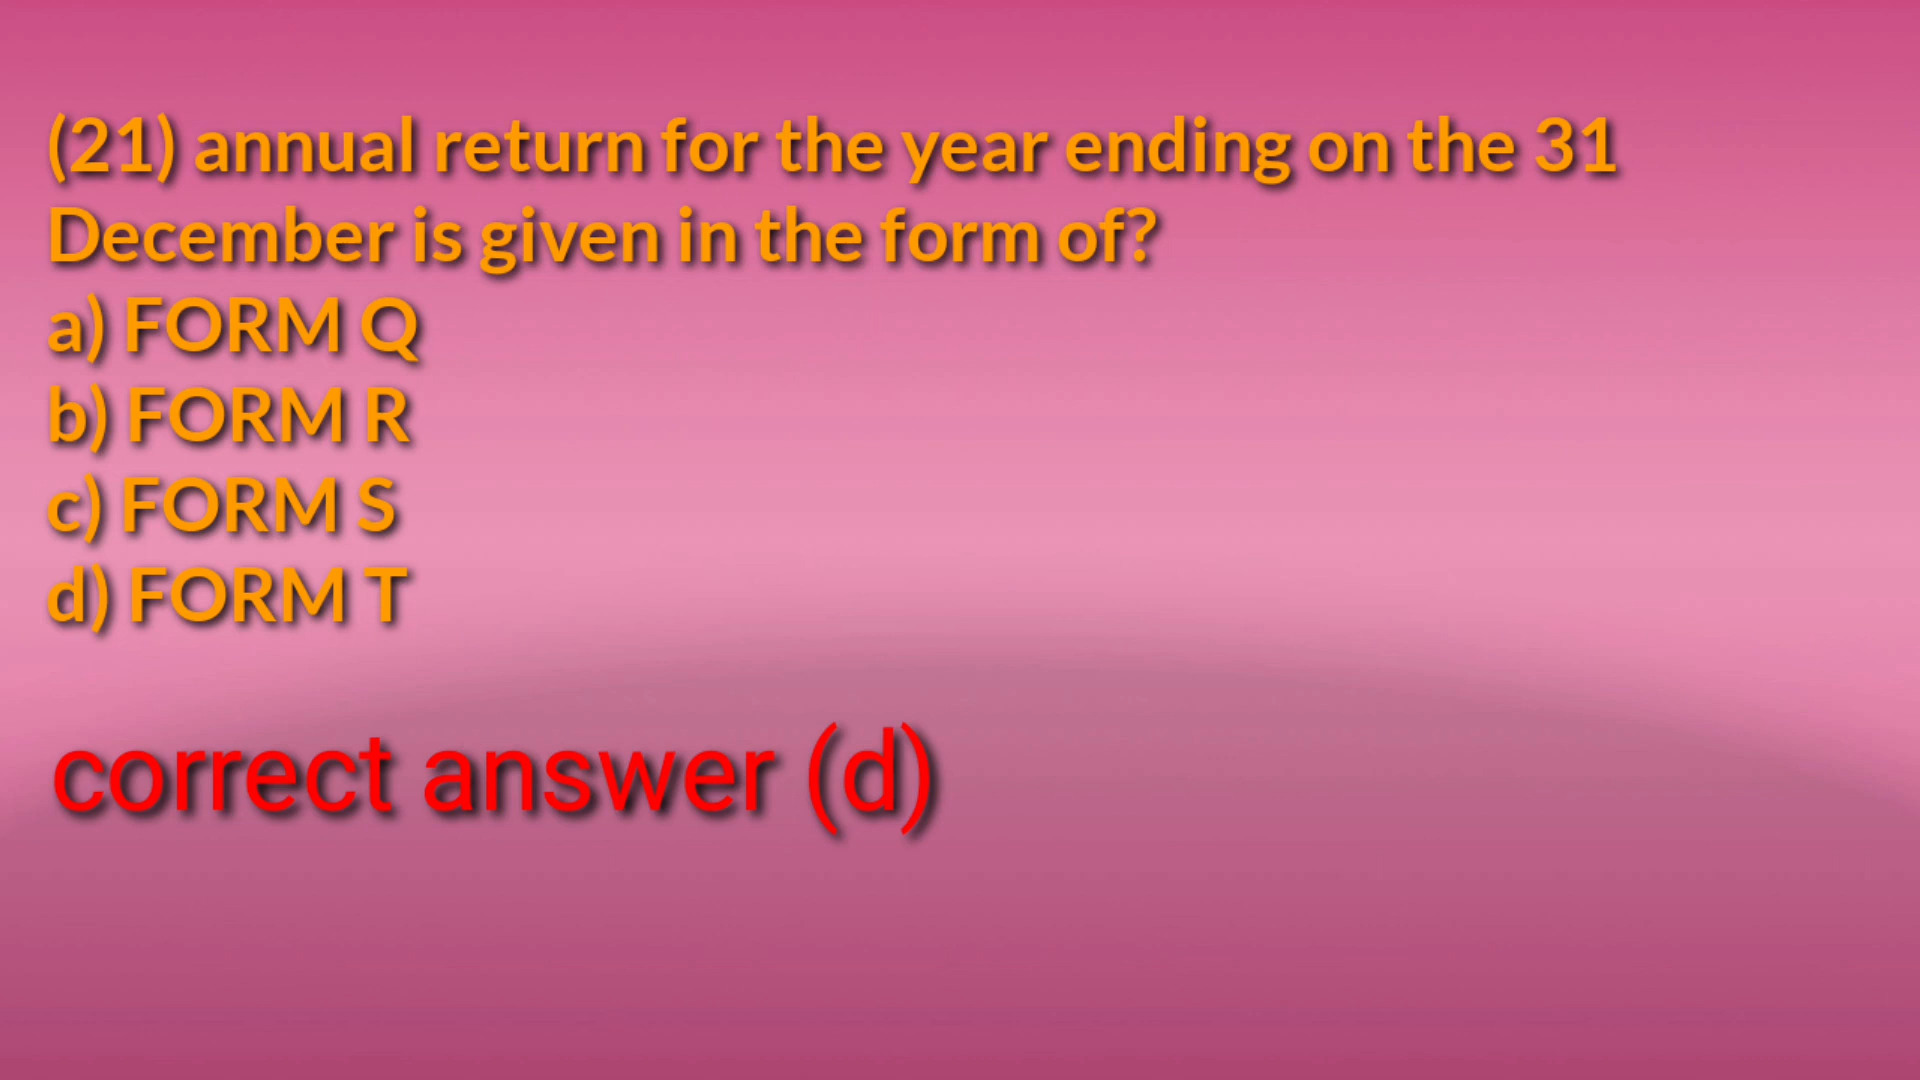 (21) annual return for the year ending on the 31
December is given in the form of?
a) FORM Q
b) FORM R
c) FORM S
d) FORM T
correct answer (d)